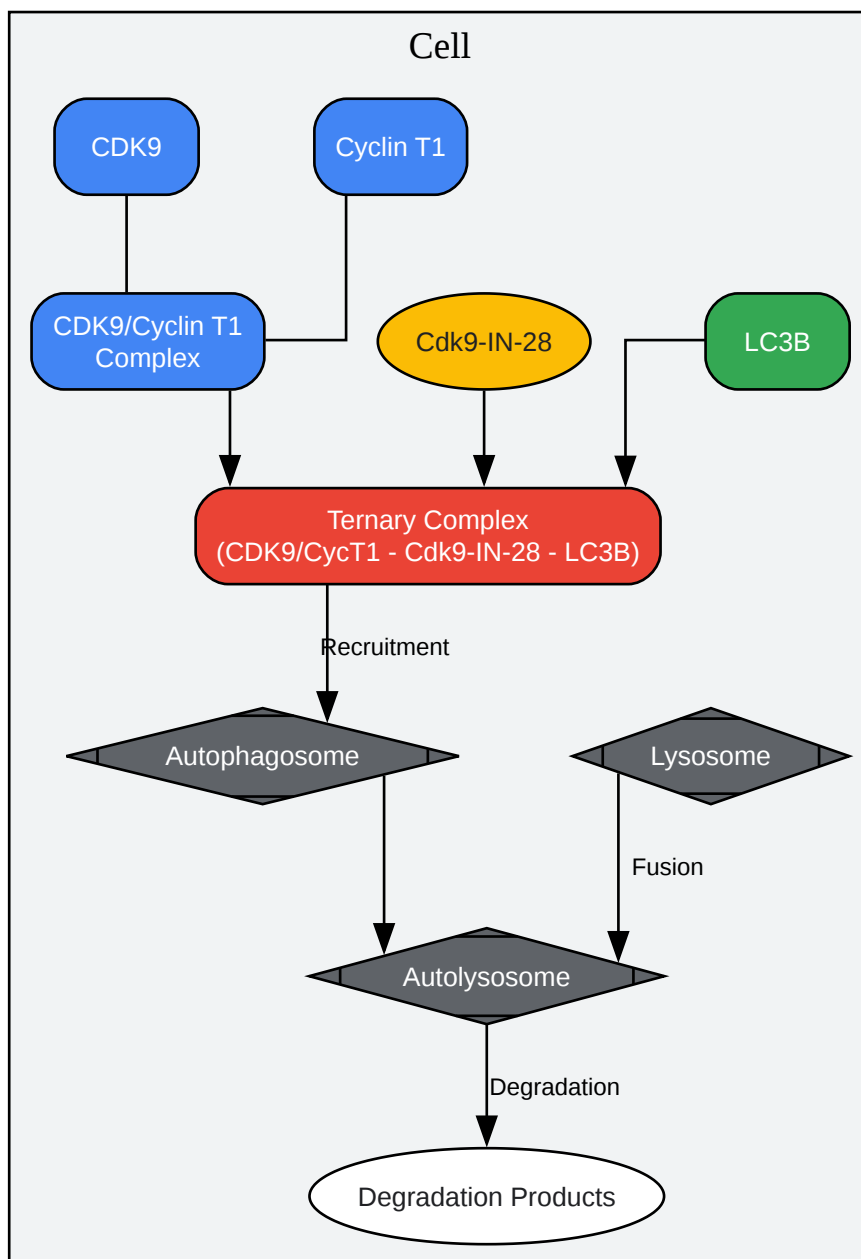 Cell
CDK9
Cyclin T1
CDK9/Cyclin T1
Complex
Cdk9-IN-28
LC3B
Ternary Complex
(CDK9/CycT1 - Cdk9-IN-28 - LC3B)
Recruitment
Autophagosome
Lysosome
Fusion
Autolysosome
Degradation
Degradation Products